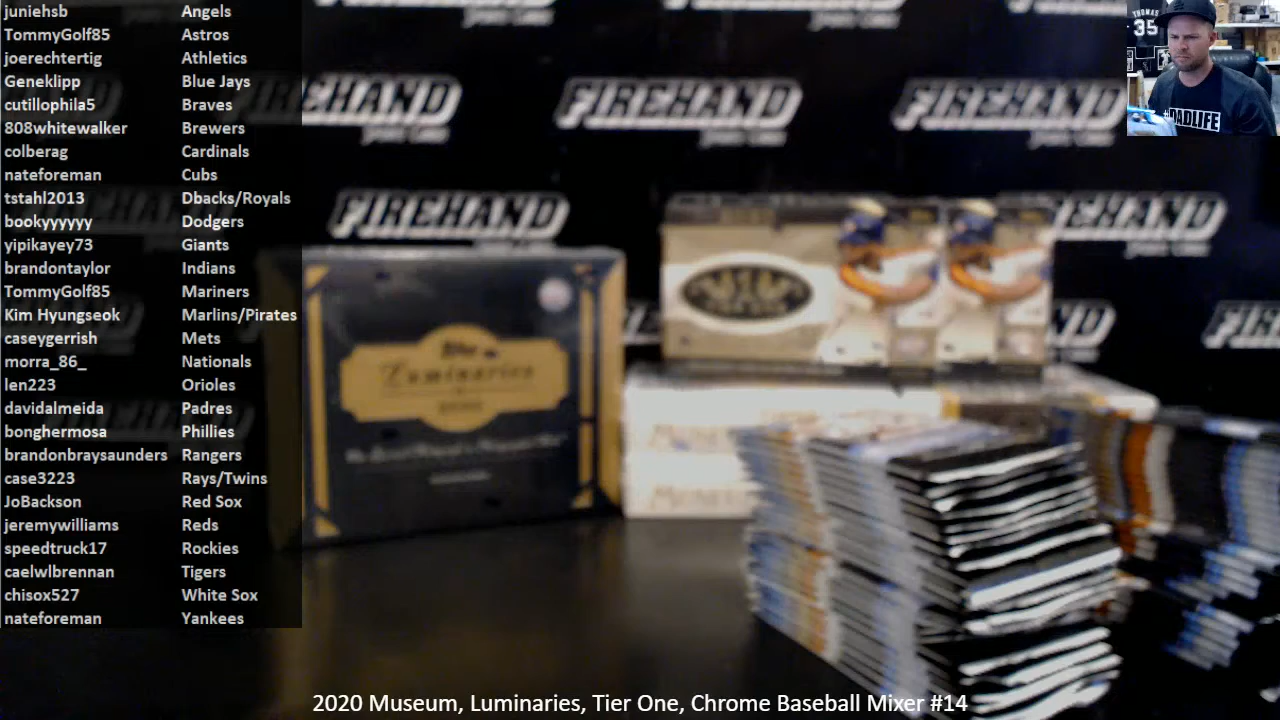 juniehsb Angels
TommyGolf85 Astros
joerechtertig Athletics
Geneklipp Blue Jays
cutillophila5 Braves
808whitewalker Brewers
colberag Cardinals
nateforeman Cubs
tstahl2013 Dbacks/Royals
bookyyyyyy Dodgers
yipikayey73 Giants
brandontaylor Indians
TommyGolf85 Mariners
Kim Hyungseok Marlins/Pirates
caseygerrish Mets
morra_86_ Nationals
len223 Orioles
davidalmeida Padres
bonghermosa Phillies
brandonbraysaunders Rangers
case3223 Rays/Twins
JoBackson Red Sox
jeremywilliams Reds
speedtruck17 Rockies
caelwlbrennan Tigers
chisox527 White Sox
nateforeman Yankees
THOMAS
35
#DADLIFE
FIREHAND
FIREHAND
FIREHAND
FIREHAND
FIREHAND
Topps
Luminaries
2020 Museum, Luminaries, Tier One, Chrome Baseball Mixer #14